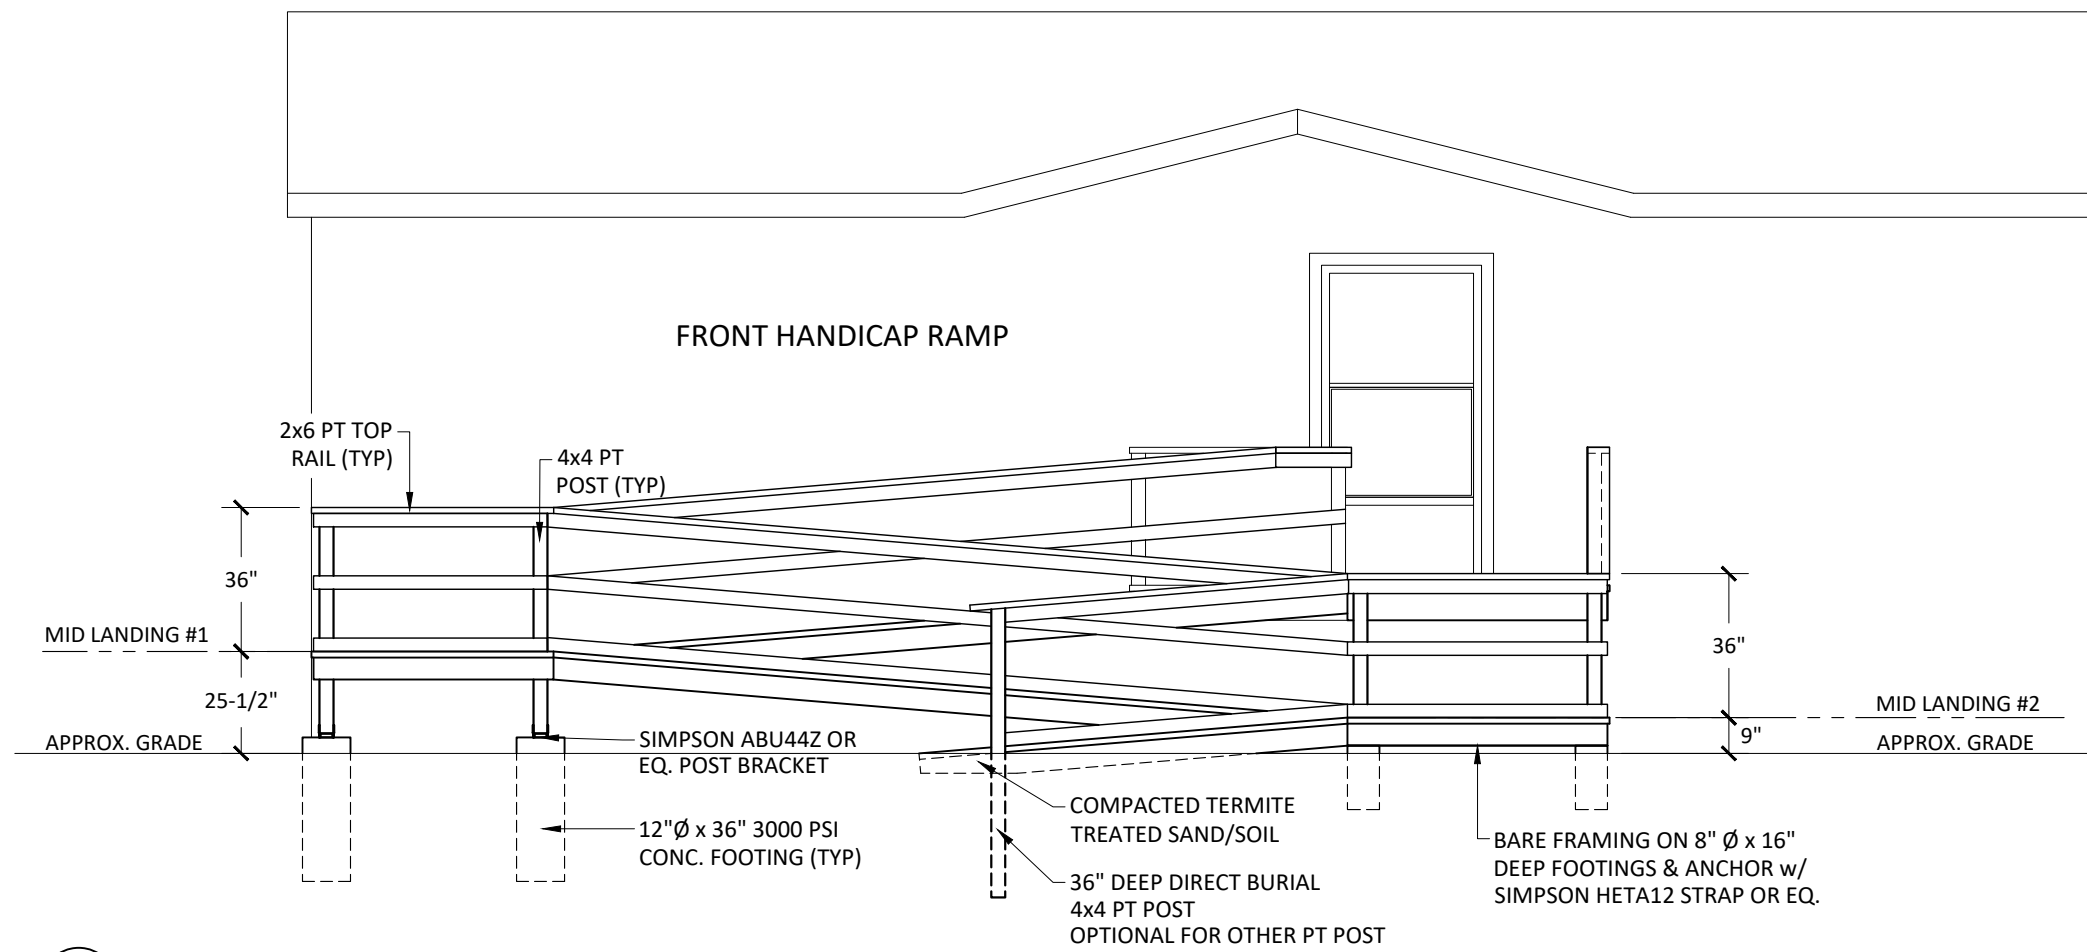 FRONT HANDICAP RAMP
2x6 PT TOP
RAIL (TYP)
4x4 PT
POST (TYP)
36"
MID LANDING #1
25-1/2"
APPROX. GRADE
36"
MID LANDING #2
9"
APPROX. GRADE
SIMPSON ABU44Z OR
EQ. POST BRACKET
12"Ø x 36" 3000 PSI
CONC. FOOTING (TYP)
COMPACTED TERMITE
TREATED SAND/SOIL
36" DEEP DIRECT BURIAL
4x4 PT POST
OPTIONAL FOR OTHER PT POST
BARE FRAMING ON 8" Ø x 16"
DEEP FOOTINGS & ANCHOR w/
SIMPSON HETA12 STRAP OR EQ.